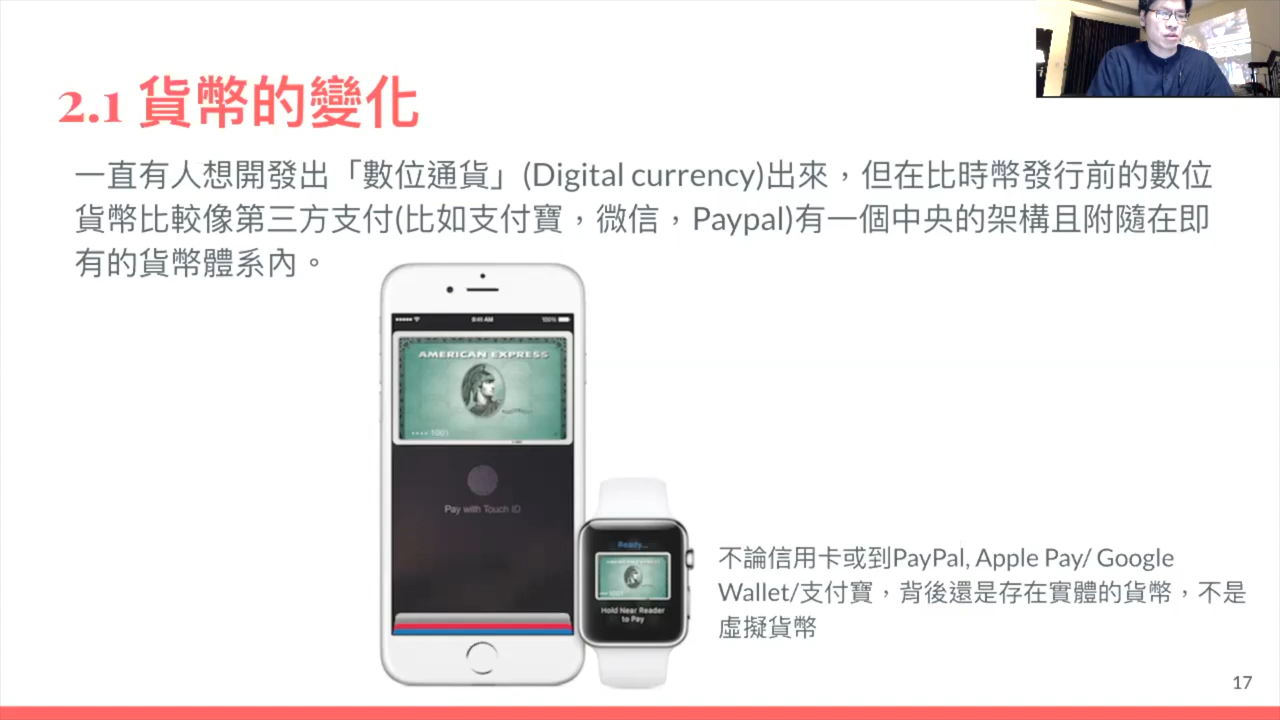 2.1 貨幣的變化
一直有人想開發出「數位通貨」(Digital currency)出來，但在比時幣發行前的數位
貨幣比較像第三方支付(比如支付寶，微信，Paypal)有一個中央的架構且附隨在即
有的貨幣體系內。
9:41 AM
100%
AMERICAN EXPRESS
1001
Pay with Touch ID
Ready...
Hold Near Reader
to Pay
不論信用卡或到PayPal, Apple Pay/ Google
Wallet/支付寶，背後還是存在實體的貨幣，不是
虛擬貨幣
17